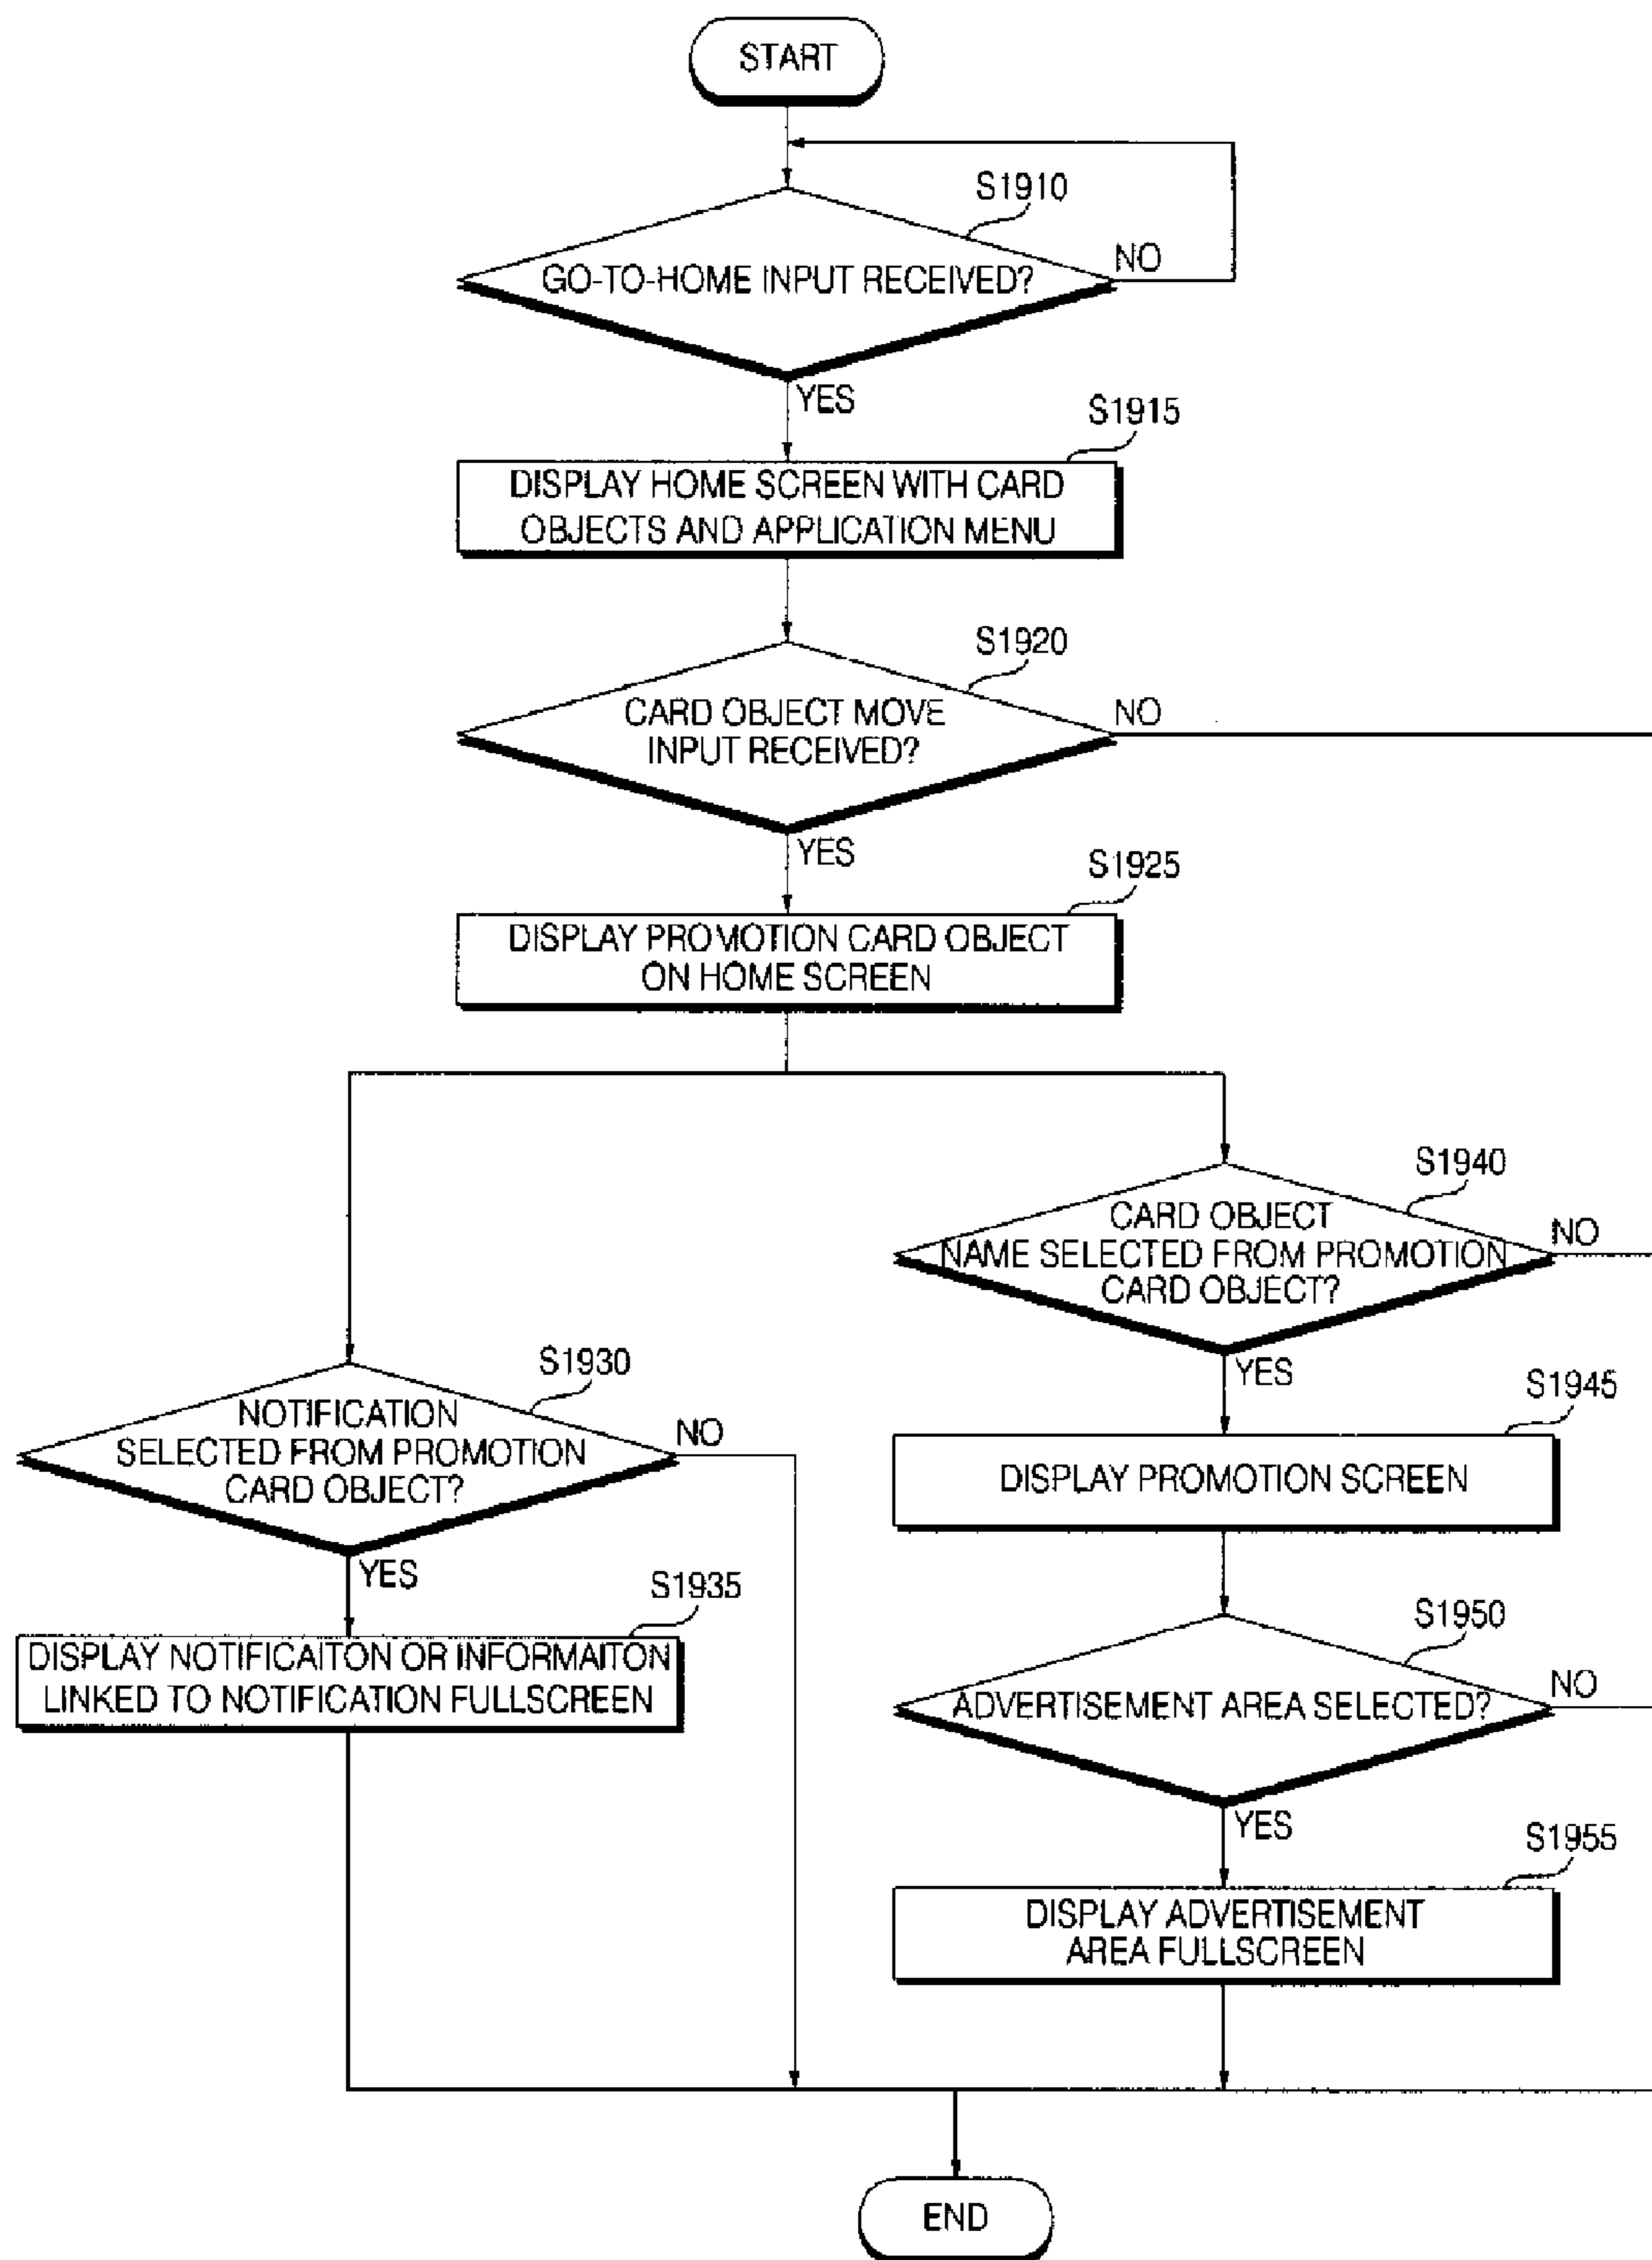 START
S1910
GO-TO-HOME INPUT RECEIVED?
NO
YES
S1915
DISPLAY HOME SCREEN WITH CARD
OBJECTS AND APPLICATION MENU
S1920
CARD OBJECT MOVE
INPUT RECEIVED?
NO
YES
S1925
DISPLAY PROMOTION CARD OBJECT
ON HOME SCREEN
S1940
CARD OBJECT
NAME SELECTED FROM PROMOTION
CARD OBJECT?
NO
YES
S1930
NOTIFICATION
SELECTED FROM PROMOTION
CARD OBJECT?
NO
YES
S1945
DISPLAY PROMOTION SCREEN
S1935
DISPLAY NOTIFICAITON OR INFORMAITON
LINKED TO NOTIFICATION FULLSCREEN
S1950
ADVERTISEMENT AREA SELECTED?
NO
YES
S1955
DISPLAY ADVERTISEMENT
AREA FULLSCREEN
END